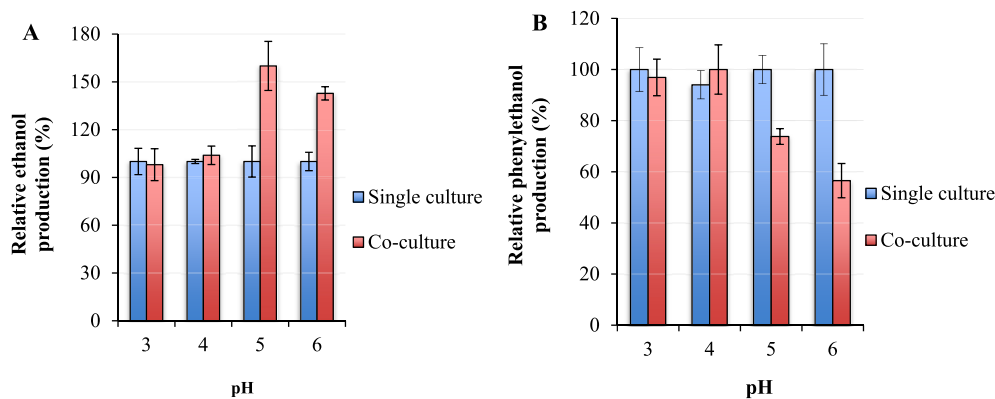 A
Relative ethanol
production (%)
180
150
120
90
60
30
0
3 4 5 6
pH
Single culture
Co-culture
B
Relative phenylethanol
production (%)
120
100
80
60
40
20
0
3 4 5 6
pH
Single culture
Co-culture